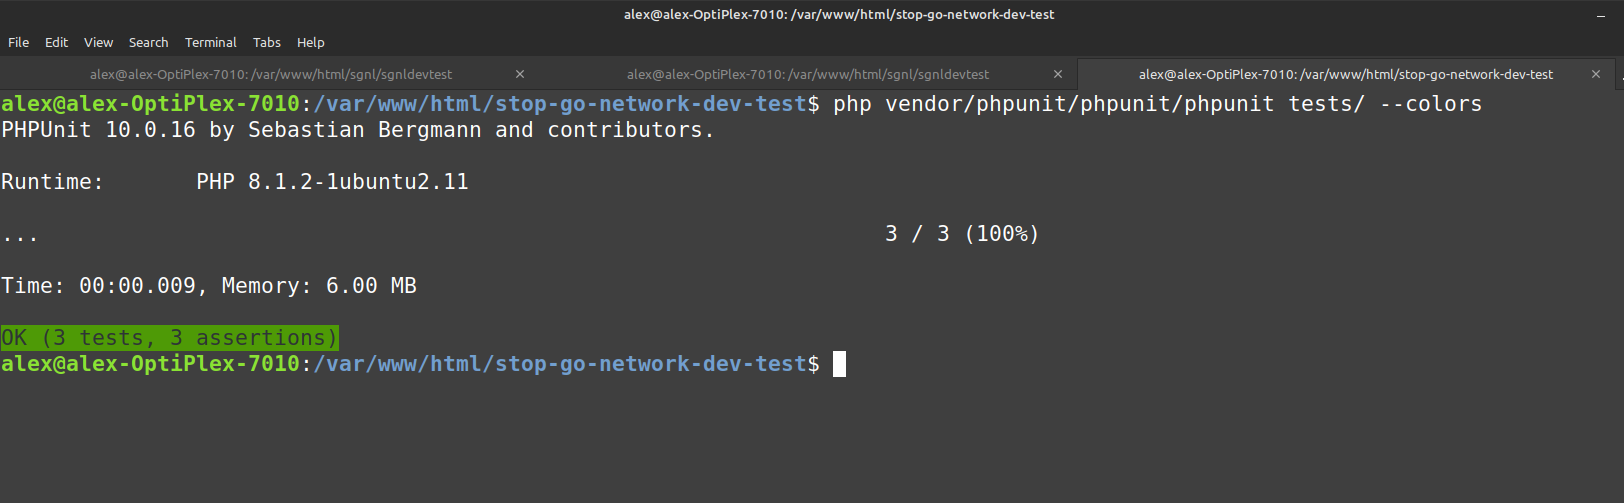 alex@alex-OptiPlex-7010: /var/www/html/stop-go-network-dev-test
File Edit View Search Terminal Tabs Help
alex@alex-OptiPlex-7010: /var/www/html/sgnl/sgnldevtest × alex@alex-OptiPlex-7010: /var/www/html/sgnl/sgnldevtest × alex@alex-OptiPlex-7010: /var/www/html/stop-go-network-dev-test ×
alex@alex-OptiPlex-7010:/var/www/html/stop-go-network-dev-test$ php vendor/phpunit/phpunit/phpunit tests/ --colors
PHPUnit 10.0.16 by Sebastian Bergmann and contributors.
Runtime:       PHP 8.1.2-1ubuntu2.11
...                                                                 3 / 3 (100%)
Time: 00:00.009, Memory: 6.00 MB
OK (3 tests, 3 assertions)
alex@alex-OptiPlex-7010:/var/www/html/stop-go-network-dev-test$